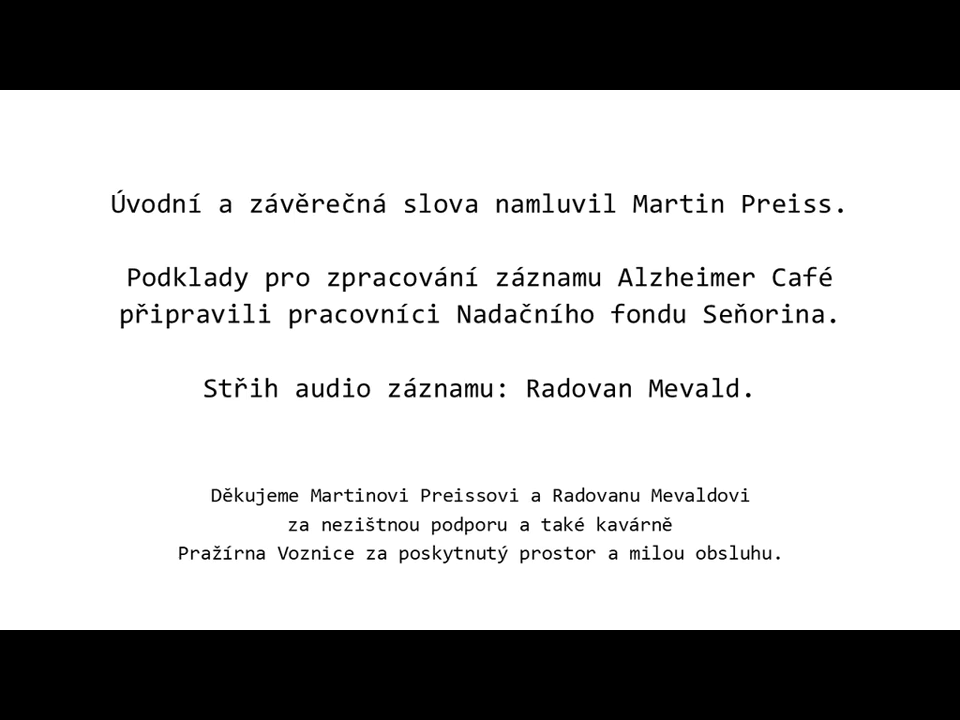 Úvodní a závěrečná slova namluvil Martin Preiss.
Podklady pro zpracování záznamu Alzheimer Café
připravili pracovníci Nadačního fondu Seňorina.
Střih audio záznamu: Radovan Mevald.
Děkujeme Martinovi Preissovi a Radovanu Mevaldovi
za nezištnou podporu a také kavárně
Pražírna Voznice za poskytnutý prostor a milou obsluhu.